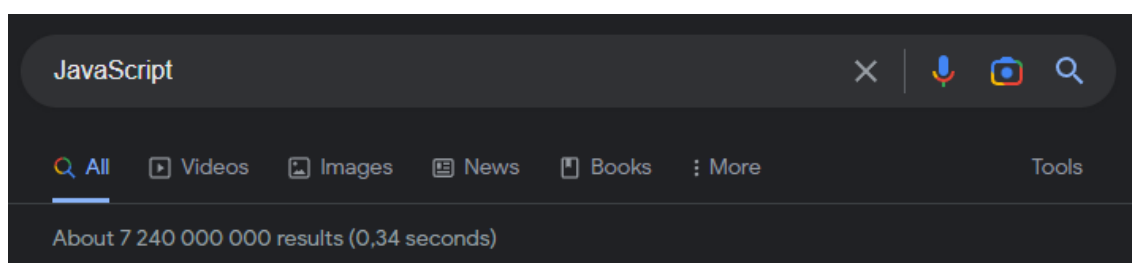 JavaScript
All Videos Images News Books More Tools
About 7 240 000 000 results (0,34 seconds)